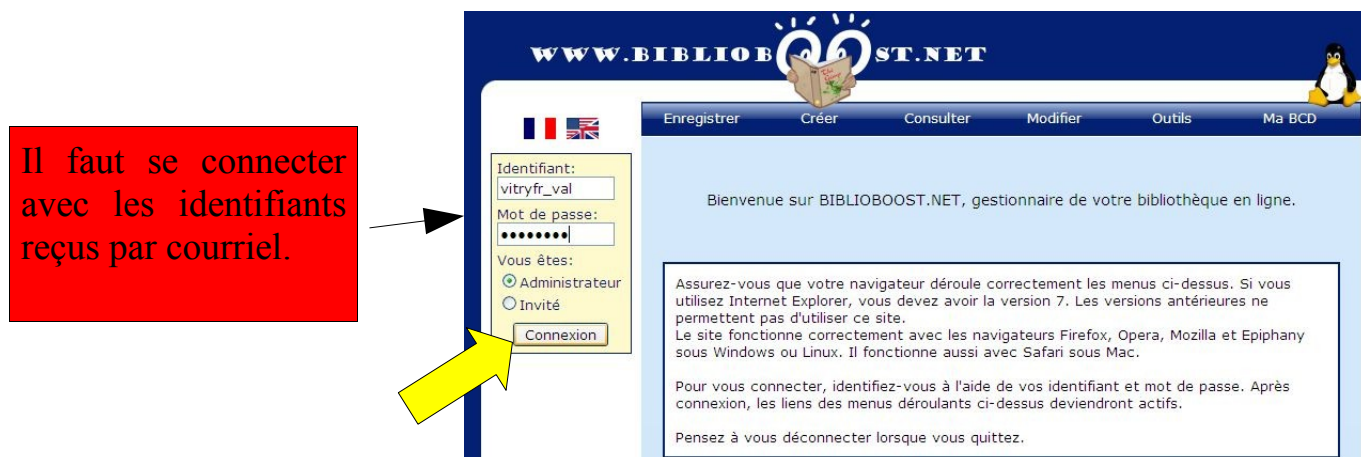 WWW.BIBLIOBOOST.NET
Enregistrer Créer Consulter Modifier Outils Ma BCD
Il faut se connecter
avec les identifiants
reçus par courriel.
Identifiant:
vitryfr_val
Mot de passe:
••••••••
Vous êtes:
Administrateur
Invité
Connexion
Bienvenue sur BIBLIOBOOST.NET, gestionnaire de votre bibliothèque en ligne.
Assurez-vous que votre navigateur déroule correctement les menus ci-dessus. Si vous
utilisez Internet Explorer, vous devez avoir la version 7. Les versions antérieures ne
permettent pas d'utiliser ce site.
Le site fonctionne correctement avec les navigateurs Firefox, Opera, Mozilla et Epiphany
sous Windows ou Linux. Il fonctionne aussi avec Safari sous Mac.
Pour vous connecter, identifiez-vous à l'aide de vos identifiant et mot de passe. Après
connexion, les liens des menus déroulants ci-dessus deviendront actifs.
Pensez à vous déconnecter lorsque vous quittez.